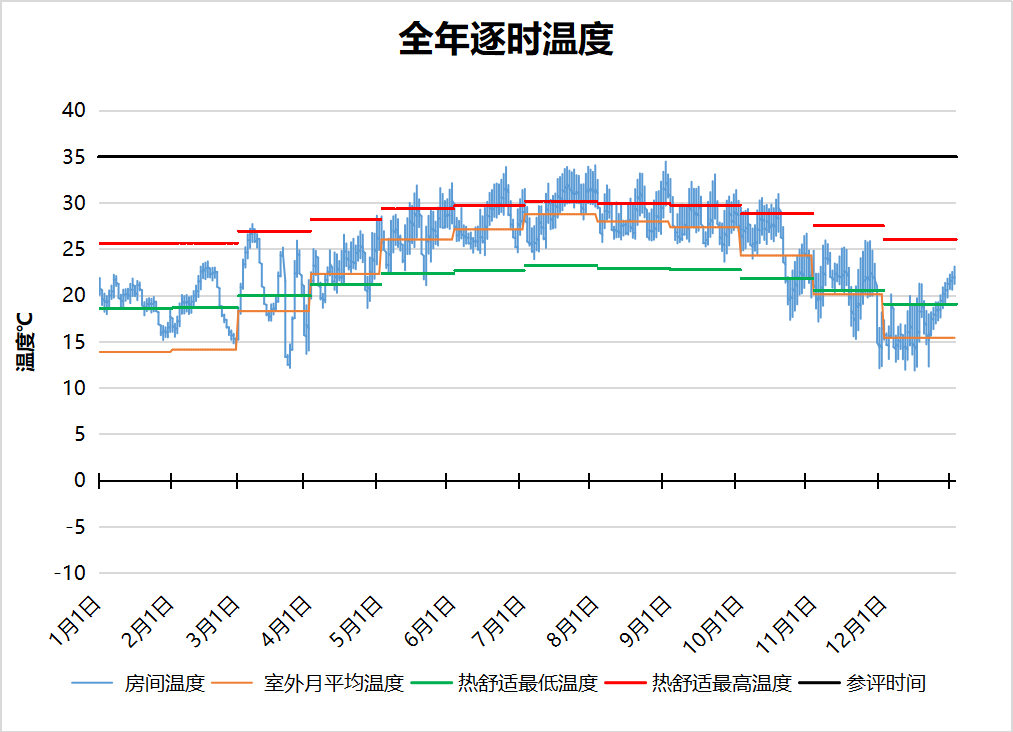 全年逐时温度
40
35
30
25
20
15
10
5
0
-5
-10
温度℃
1月1日
2月1日
3月1日
4月1日
5月1日
6月1日
7月1日
8月1日
9月1日
10月1日
11月1日
12月1日
房间温度 室外月平均温度 热舒适最低温度 热舒适最高温度 参评时间